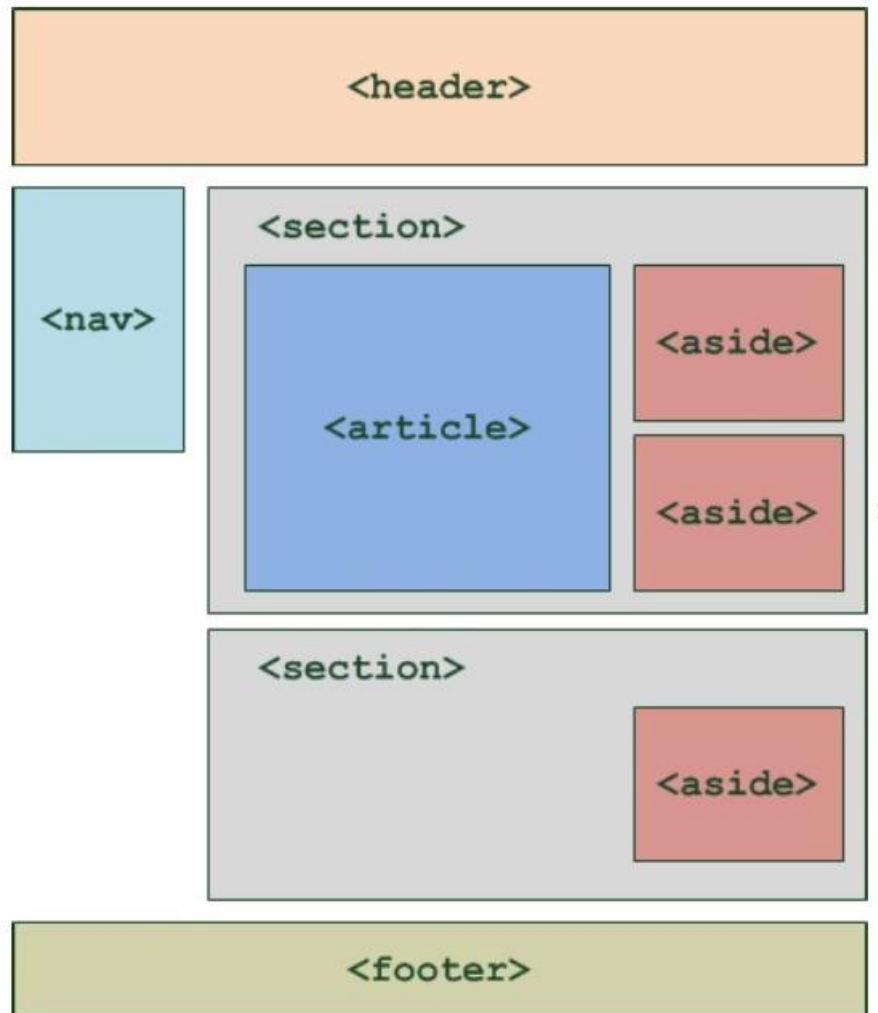 <header>
<nav>
<section>
<article>
<aside>
<aside>
<section>
<aside>
<footer>